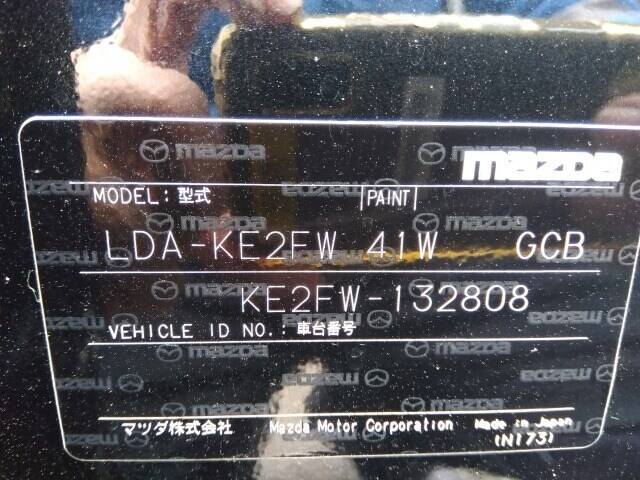 mazda
MODEL: 型式 PAINT
LDA-KE2FW 41W GCB
KE2FW-132808
VEHICLE ID NO.: 車台番号
マツダ株式会社 Mazda Motor Corporation Made in Japan
(N173)